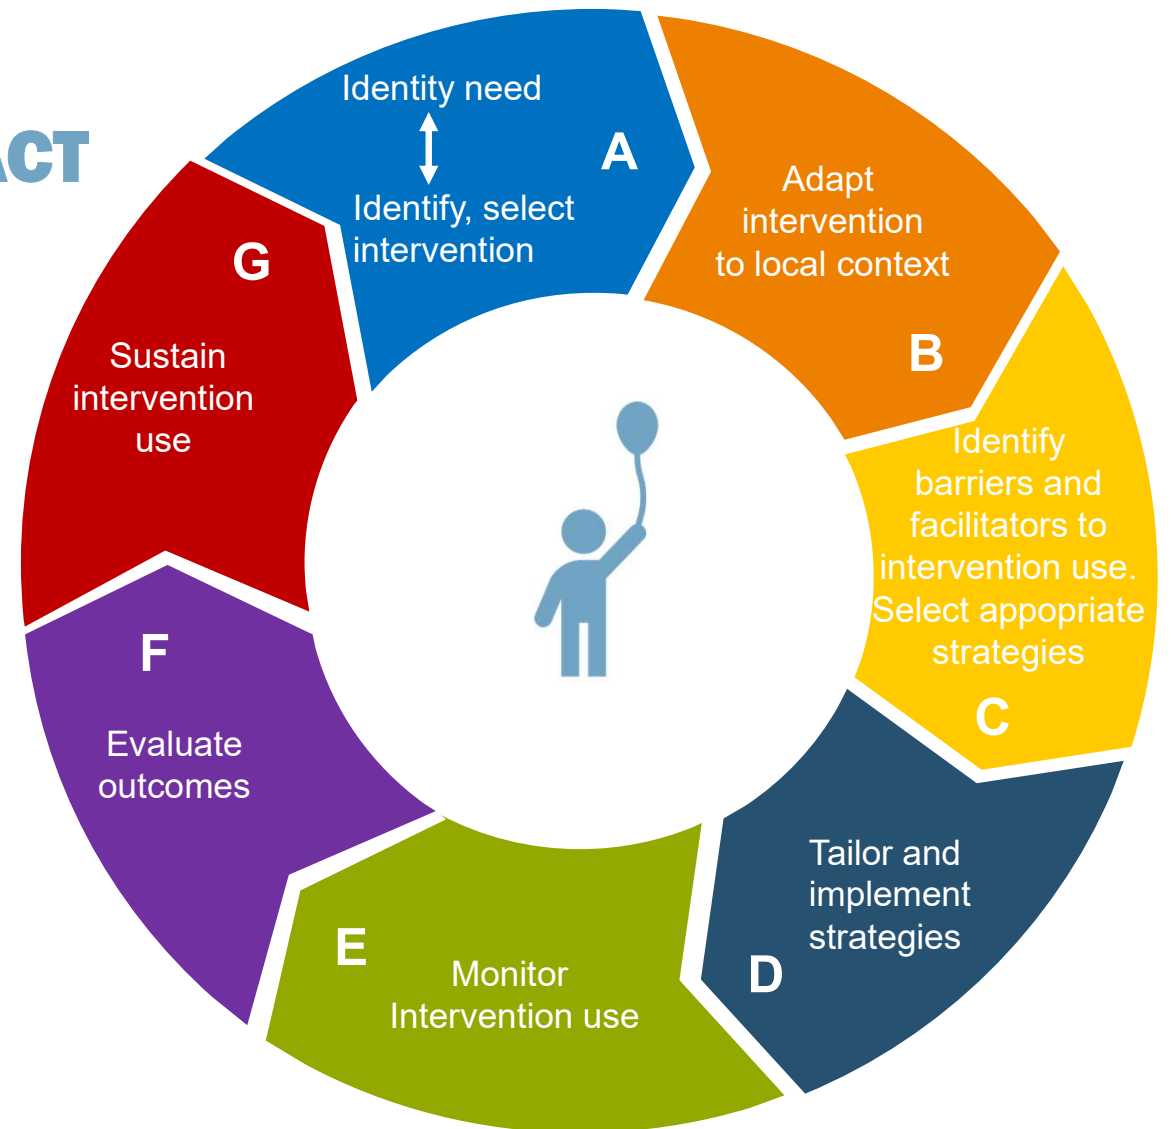 ACT
Identity need
Identify, select
intervention
A
Adapt
intervention
to local context
B
Identify
barriers and
facilitators to
intervention use.
Select appopriate
strategies
C
Tailor and
implement
strategies
D
E
Monitor
Intervention use
F
Evaluate
outcomes
G
Sustain
intervention
use